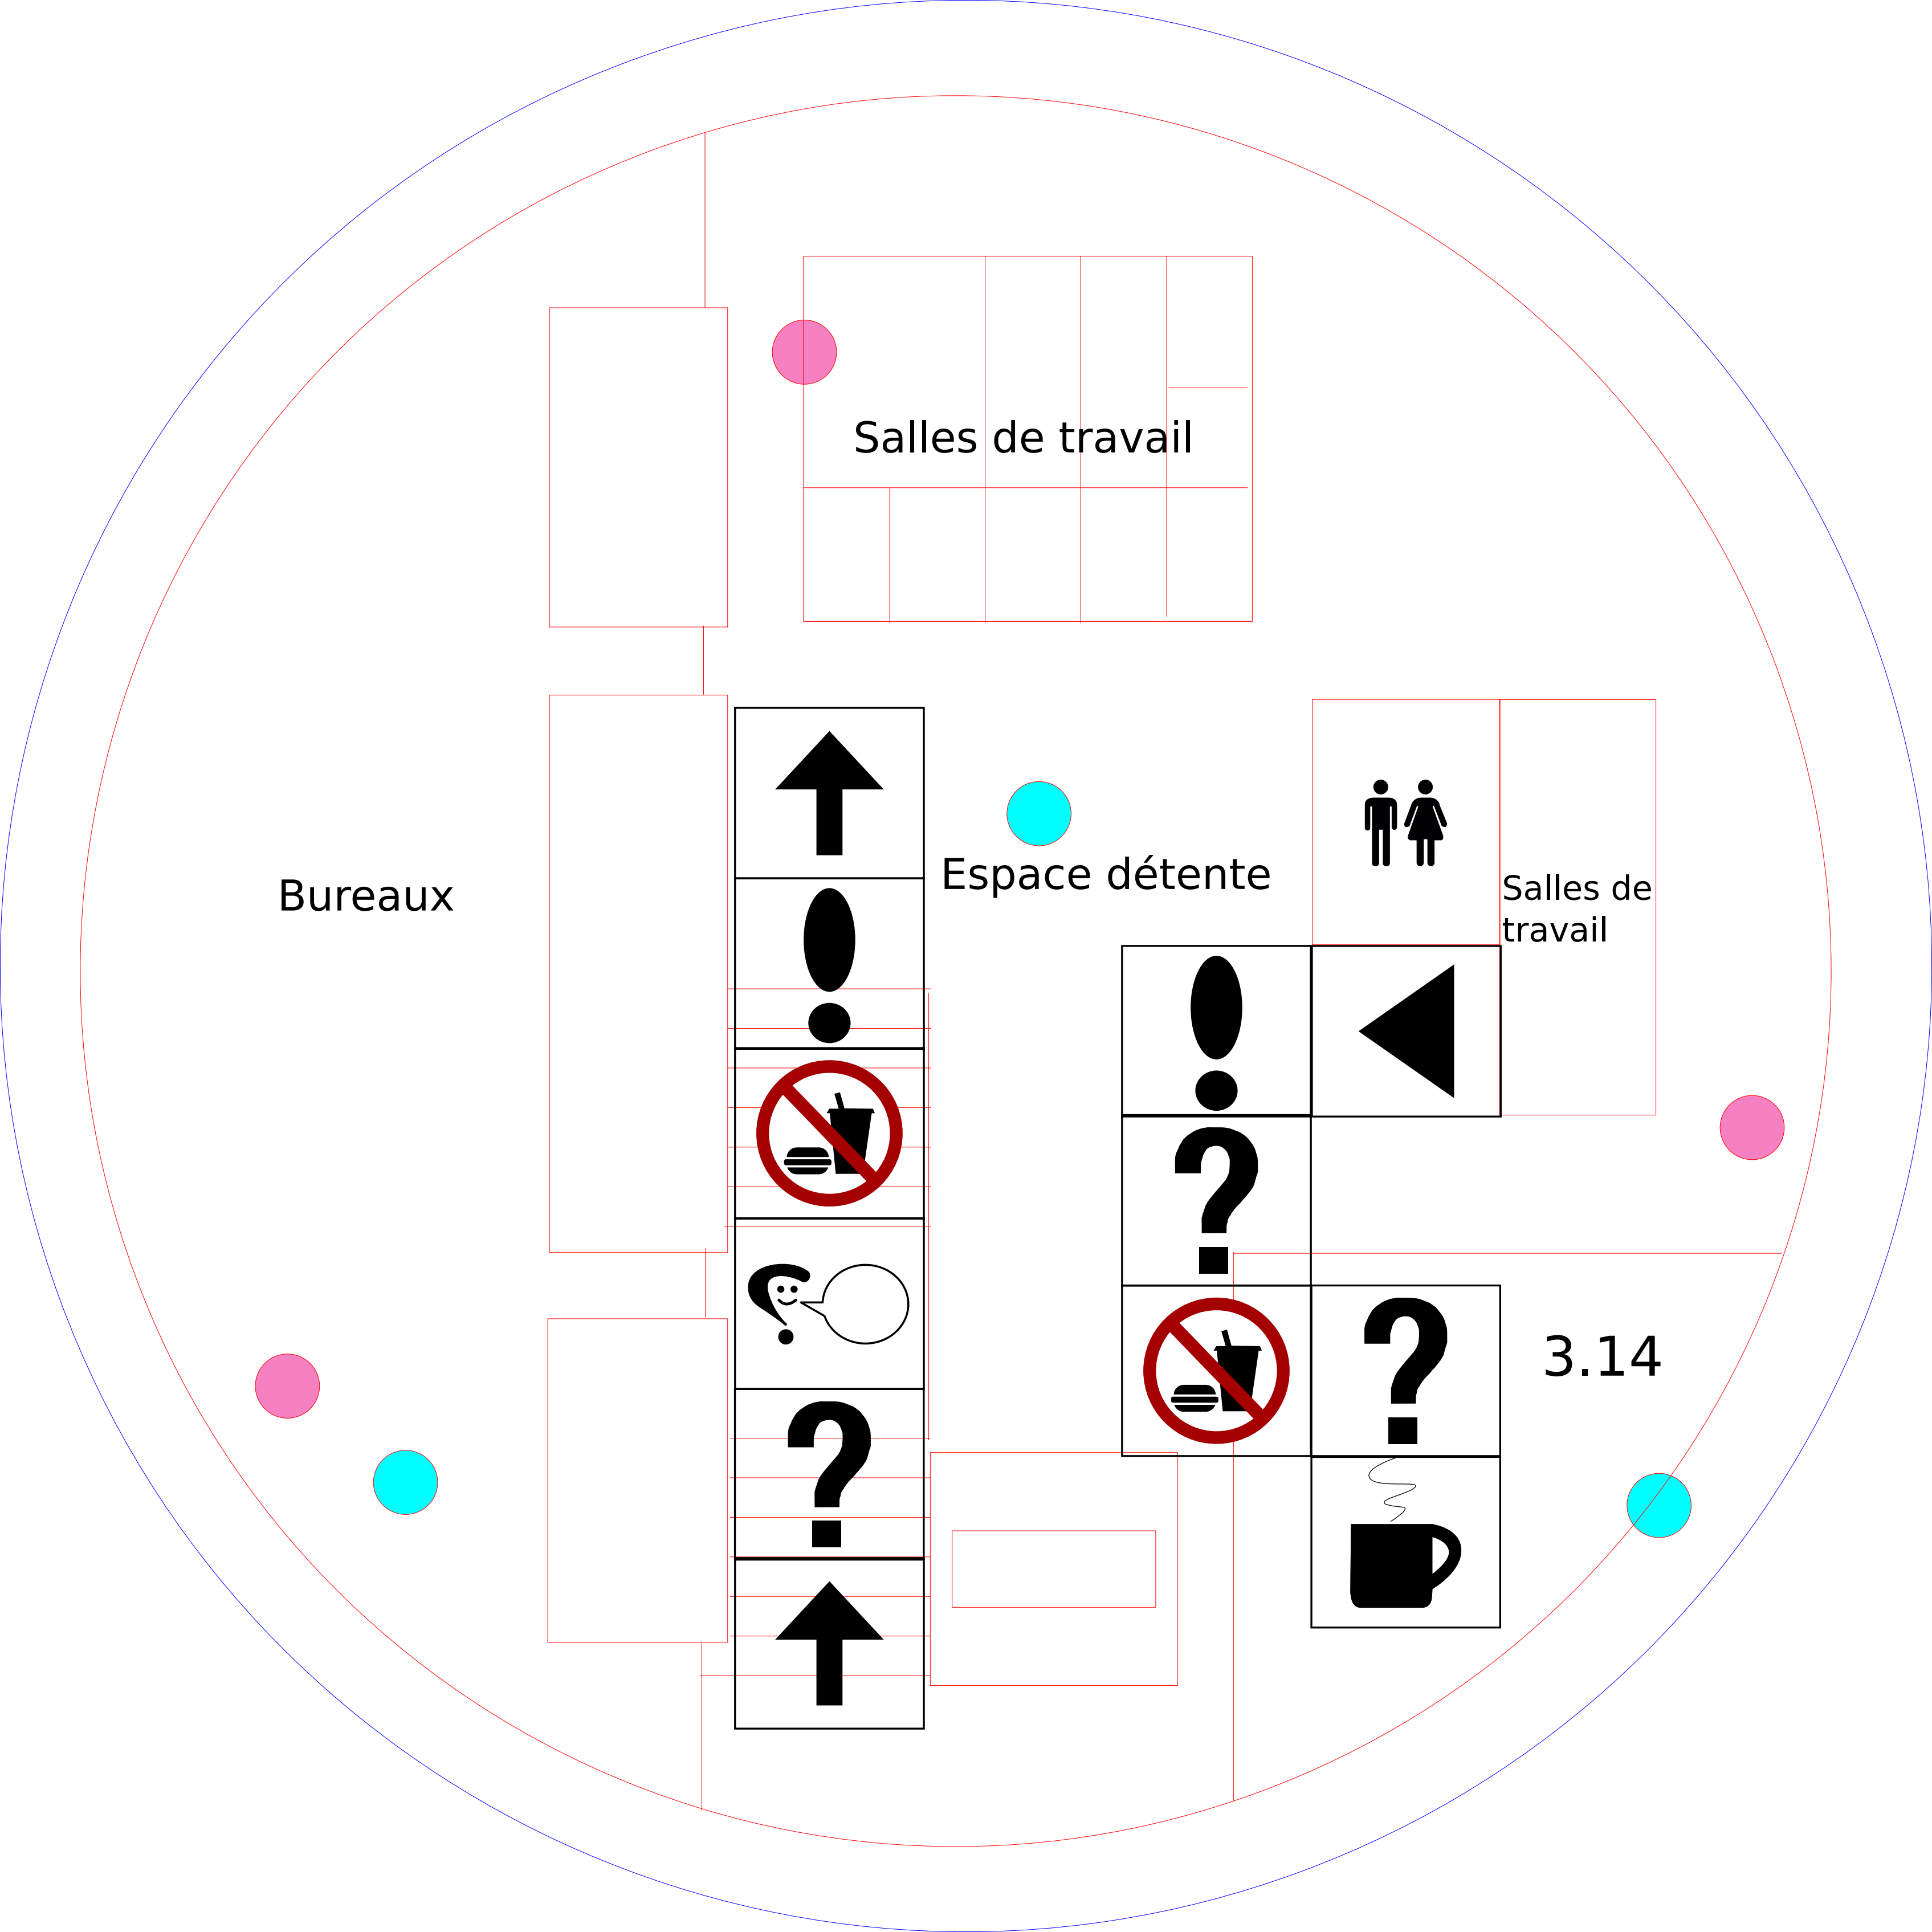 Salles de travail
Espace détente
Bureaux
Salles de
travail
3.14